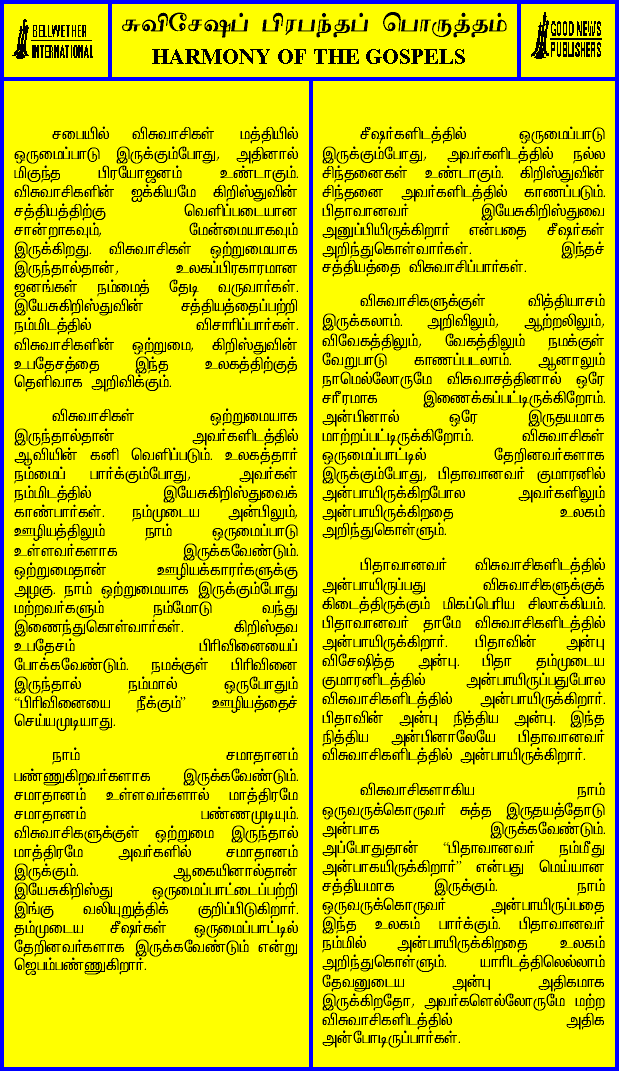 BELLWETHER
INTERNATIONAL
சுவிசேஷப் பிரபந்தப் பொருத்தம்
HARMONY OF THE GOSPELS
GOOD NEWS
PUBLISHERS
சபையில் விசுவாசிகள் மத்தியில்
ஒருமைப்பாடு இருக்கும்போது, அதினால்
மிகுந்த பிரயோஜனம் உண்டாகும்.
விசுவாசிகளின் ஐக்கியமே கிறிஸ்துவின்
சத்தியத்திற்கு வெளிப்படையான
சான்றாகவும், மேன்மையாகவும்
இருக்கிறது. விசுவாசிகள் ஒற்றுமையாக
இருந்தால்தான், உலகப்பிரகாரமான
ஜனங்கள் நம்மைத் தேடி வருவார்கள்.
இயேசுகிறிஸ்துவின் சத்தியத்தைப்பற்றி
நம்மிடத்தில் விசாரிப்பார்கள்.
விசுவாசிகளின் ஒற்றுமை, கிறிஸ்துவின்
உபதேசத்தை இந்த உலகத்திற்குத்
தெளிவாக அறிவிக்கும்.
விசுவாசிகள் ஒற்றுமையாக
இருந்தால்தான் அவர்களிடத்தில்
ஆவியின் கனி வெளிப்படும். உலகத்தார்
நம்மைப் பார்க்கும்போது, அவர்கள்
நம்மிடத்தில் இயேசுகிறிஸ்துவைக்
காண்பார்கள். நம்முடைய அன்பிலும்,
ஊழியத்திலும் நாம் ஒருமைப்பாடு
உள்ளவர்களாக இருக்கவேண்டும்.
ஒற்றுமைதான் ஊழியக்காரர்களுக்கு
அழகு. நாம் ஒற்றுமையாக இருக்கும்போது
மற்றவர்களும் நம்மோடு வந்து
இணைந்துகொள்வார்கள். கிறிஸ்தவ
உபதேசம் பிரிவினையைப்
போக்கவேண்டும். நமக்குள் பிரிவினை
இருந்தால் நம்மால் ஒருபோதும்
“பிரிவினையை நீக்கும்” ஊழியத்தைச்
செய்யமுடியாது.
நாம் சமாதானம்
பண்ணுகிறவர்களாக இருக்கவேண்டும்.
சமாதானம் உள்ளவர்களால் மாத்திரமே
சமாதானம் பண்ணமுடியும்.
விசுவாசிகளுக்குள் ஒற்றுமை இருந்தால்
மாத்திரமே அவர்களில் சமாதானம்
இருக்கும். ஆகையினால்தான்
இயேசுகிறிஸ்து ஒருமைப்பாட்டைப்பற்றி
இங்கு வலியுறுத்திக் குறிப்பிடுகிறார்.
தம்முடைய சீஷர்கள் ஒருமைப்பாட்டில்
தேறினவர்களாக இருக்கவேண்டும் என்று
ஜெபம்பண்ணுகிறார்.
சீஷர்களிடத்தில் ஒருமைப்பாடு
இருக்கும்போது, அவர்களிடத்தில் நல்ல
சிந்தனைகள் உண்டாகும். கிறிஸ்துவின்
சிந்தனை அவர்களிடத்தில் காணப்படும்.
பிதாவானவர் இயேசுகிறிஸ்துவை
அனுப்பியிருக்கிறார் என்பதை சீஷர்கள்
அறிந்துகொள்வார்கள். இந்தச்
சத்தியத்தை விசுவாசிப்பார்கள்.
விசுவாசிகளுக்குள் வித்தியாசம்
இருக்கலாம். அறிவிலும், ஆற்றலிலும்,
விவேகத்திலும், வேகத்திலும் நமக்குள்
வேறுபாடு காணப்படலாம். ஆனாலும்
நாமெல்லோருமே விசுவாசத்தினால் ஒரே
சரீரமாக இணைக்கப்பட்டிருக்கிறோம்.
அன்பினால் ஒரே இருதயமாக
மாற்றப்பட்டிருக்கிறோம். விசுவாசிகள்
ஒருமைப்பாட்டில் தேறினவர்களாக
இருக்கும்போது, பிதாவானவர் குமாரனில்
அன்பாயிருக்கிறபோல அவர்களிலும்
அன்பாயிருக்கிறதை உலகம்
அறிந்துகொள்ளும்.
பிதாவானவர் விசுவாசிகளிடத்தில்
அன்பாயிருப்பது விசுவாசிகளுக்குக்
கிடைத்திருக்கும் மிகப்பெரிய சிலாக்கியம்.
பிதாவானவர் தாமே விசுவாசிகளிடத்தில்
அன்பாயிருக்கிறார். பிதாவின் அன்பு
விசேஷித்த அன்பு. பிதா தம்முடைய
குமாரனிடத்தில் அன்பாயிருப்பதுபோல
விசுவாசிகளிடத்தில் அன்பாயிருக்கிறார்.
பிதாவின் அன்பு நித்திய அன்பு. இந்த
நித்திய அன்பினாலேயே பிதாவானவர்
விசுவாசிகளிடத்தில் அன்பாயிருக்கிறார்.
விசுவாசிகளாகிய நாம்
ஒருவருக்கொருவர் சுத்த இருதயத்தோடு
அன்பாக இருக்கவேண்டும்.
அப்போதுதான் “பிதாவானவர் நம்மீது
அன்பாகயிருக்கிறார்” என்பது மெய்யான
சத்தியமாக இருக்கும். நாம்
ஒருவருக்கொருவர் அன்பாயிருப்பதை
இந்த உலகம் பார்க்கும். பிதாவானவர்
நம்மில் அன்பாயிருக்கிறதை உலகம்
அறிந்துகொள்ளும். யாரிடத்திலெல்லாம்
தேவனுடைய அன்பு அதிகமாக
இருக்கிறதோ, அவர்களெல்லோருமே மற்ற
விசுவாசிகளிடத்தில் அதிக
அன்போடிருப்பார்கள்.